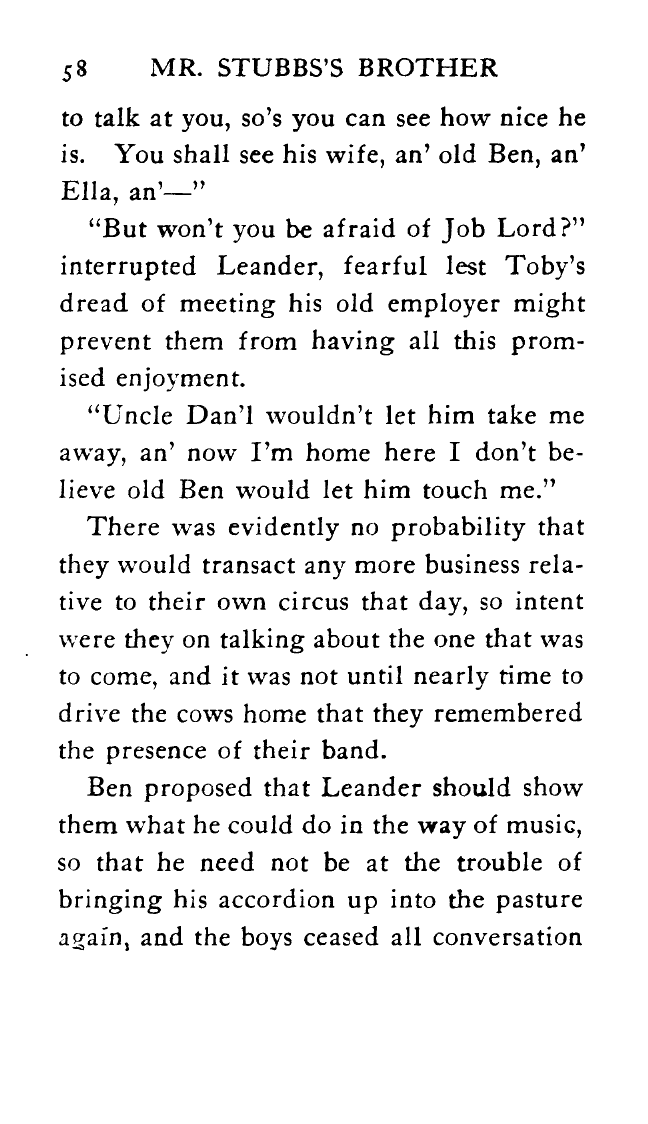 58 MR. STUBBS'S BROTHER
to talk at you, so's you can see how nice he
is. You shall see his wife, an' old Ben, an'
Ella, an'—"
"But won't you be afraid of Job Lord?"
interrupted Leander, fearful lest Toby's
dread of meeting his old employer might
prevent them from having all this prom-
ised enjoyment.
"Uncle Dan'l wouldn't let him take me
away, an' now I'm home here I don't be-
lieve old Ben would let him touch me."
There was evidently no probability that
they would transact any more business rela-
tive to their own circus that day, so intent
were they on talking about the one that was
to come, and it was not until nearly time to
drive the cows home that they remembered
the presence of their band.
Ben proposed that Leander should show
them what he could do in the way of music,
so that he need not be at the trouble of
bringing his accordion up into the pasture
again, and the boys ceased all conversation